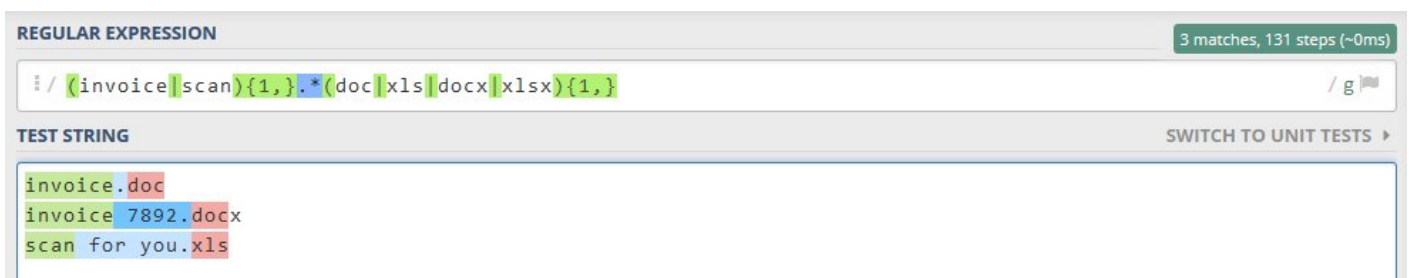 REGULAR EXPRESSION
3 matches, 131 steps (~0ms)
/ (invoice|scan){1,}.*(doc|xls|docx|xlsx){1,} / g
TEST STRING
SWITCH TO UNIT TESTS
invoice.doc
invoice 7892.docx
scan for you.xls